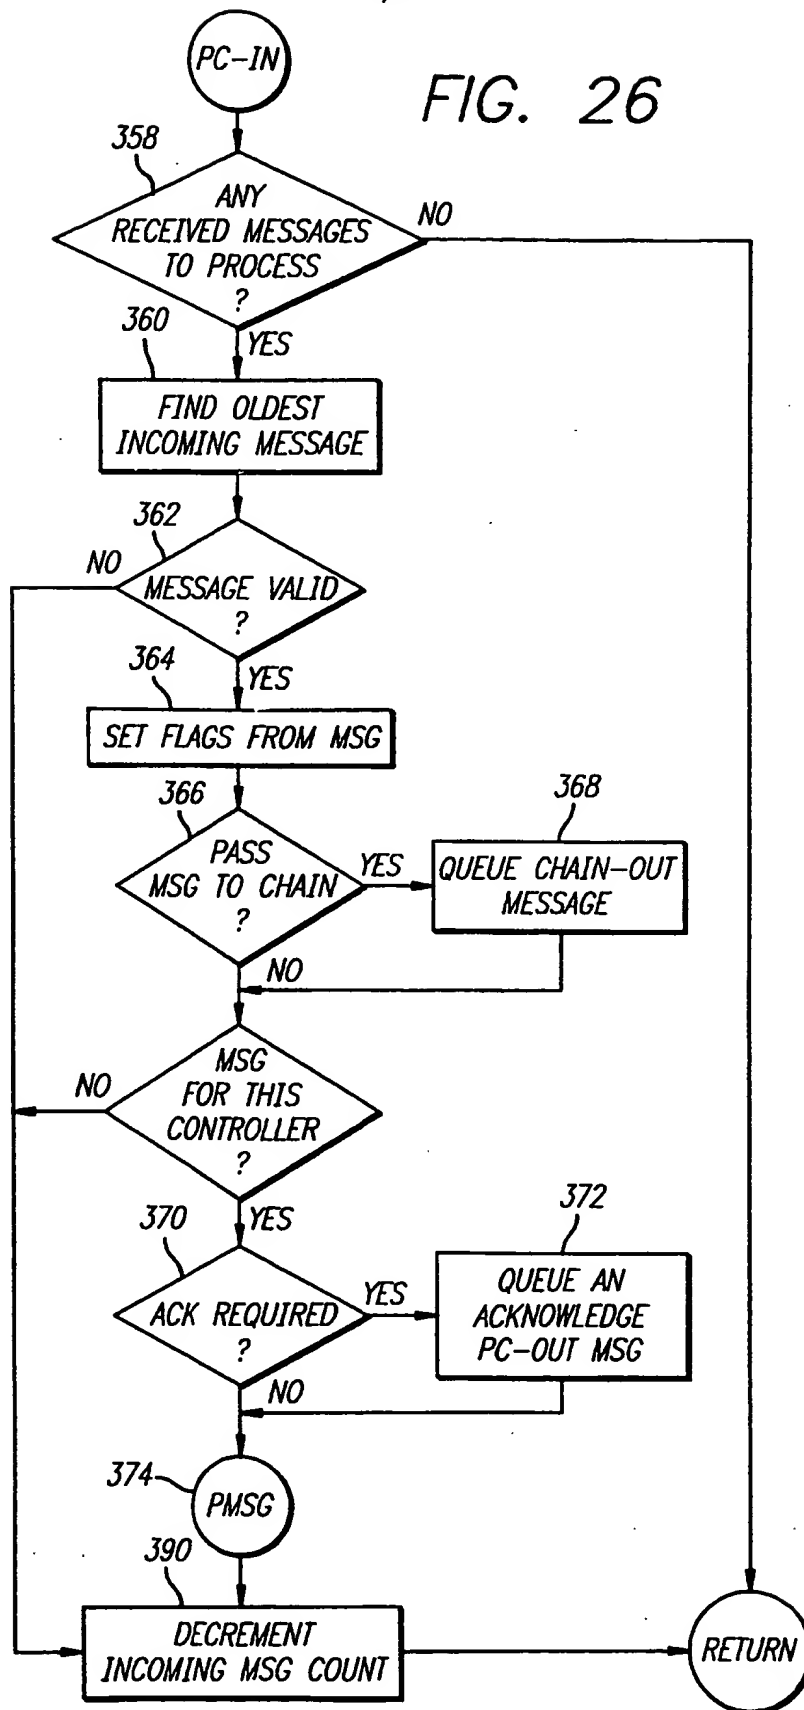 PC-IN
FIG. 26
358
ANY
RECEIVED MESSAGES
TO PROCESS
?
NO
YES
360
FIND OLDEST
INCOMING MESSAGE
362
NO
MESSAGE VALID
?
YES
364
SET FLAGS FROM MSG
366
PASS
MSG TO CHAIN
?
YES
368
QUEUE CHAIN-OUT
MESSAGE
NO
MSG
FOR THIS
CONTROLLER
?
NO
YES
370
ACK REQUIRED
?
YES
372
QUEUE AN
ACKNOWLEDGE
PC-OUT MSG
NO
374
PMSG
390
DECREMENT
INCOMING MSG COUNT
RETURN